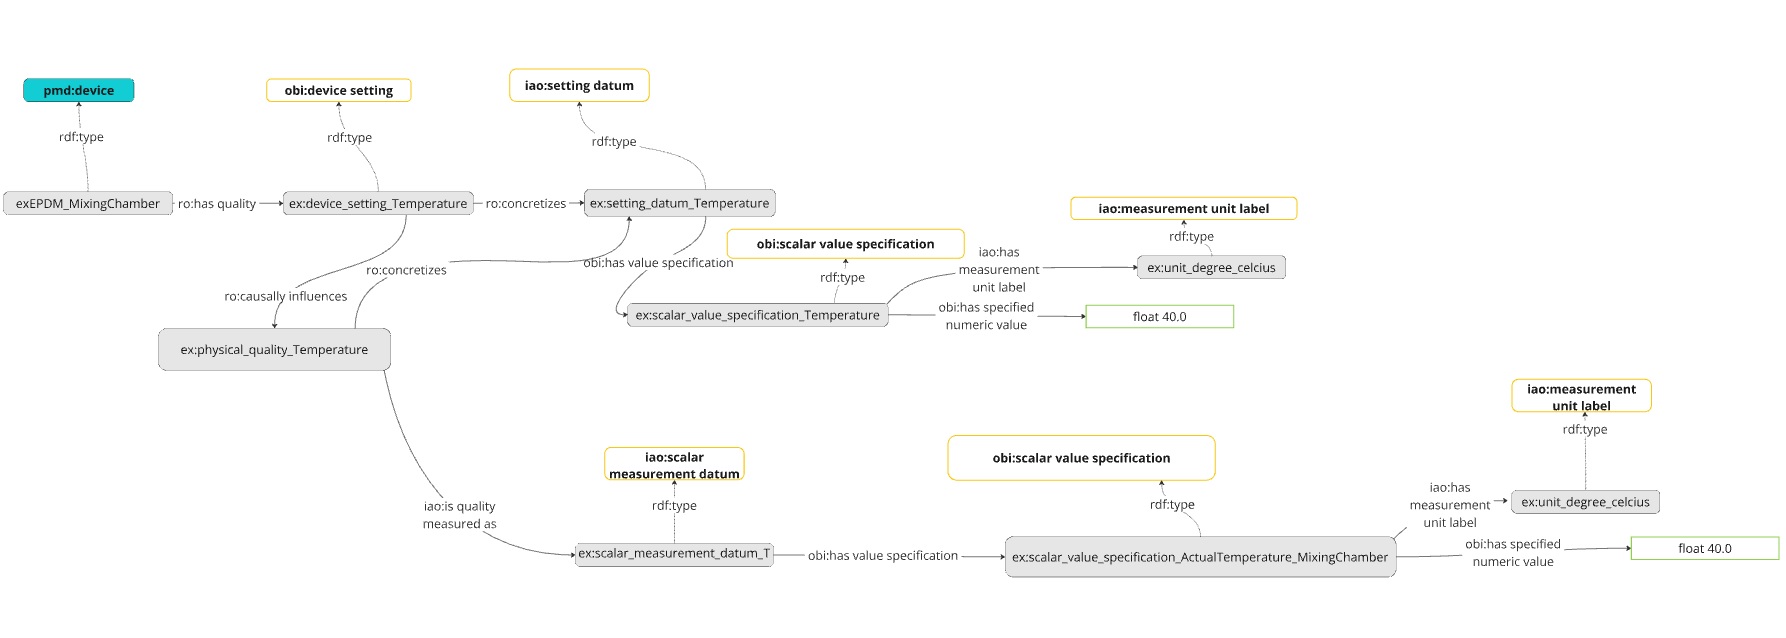 pmd:device
obi:device setting
iao:setting datum
rdf:type
rdf:type
rdf:type
exEPDM_MixingChamber
ro:has quality
ex:device_setting_Temperature
ro:concretizes
ex:setting_datum_Temperature
iao:measurement unit label
rdf:type
obi:scalar value specification
iao:has
measurement
unit label
ex:unit_degree_celcius
ro:concretizes
obi:has value specification
rdf:type
ro:causally influences
ex:scalar_value_specification_Temperature
obi:has specified
numeric value
float 40.0
ex:physical_quality_Temperature
iao:measurement
unit label
rdf:type
iao:scalar
measurement datum
obi:scalar value specification
iao:is quality
measured as
rdf:type
rdf:type
iao:has
measurement
unit label
ex:unit_degree_celcius
ex:scalar_measurement_datum_T
obi:has value specification
ex:scalar_value_specification_ActualTemperature_MixingChamber
obi:has specified
numeric value
float 40.0